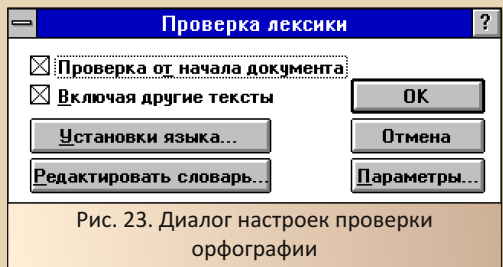 Проверка лексики ?
Проверка от начала документа
Включая другие тексты
OK
Установки языка...
Отмена
Редактировать словарь...
Параметры...
Рис. 23. Диалог настроек проверки
орфографии